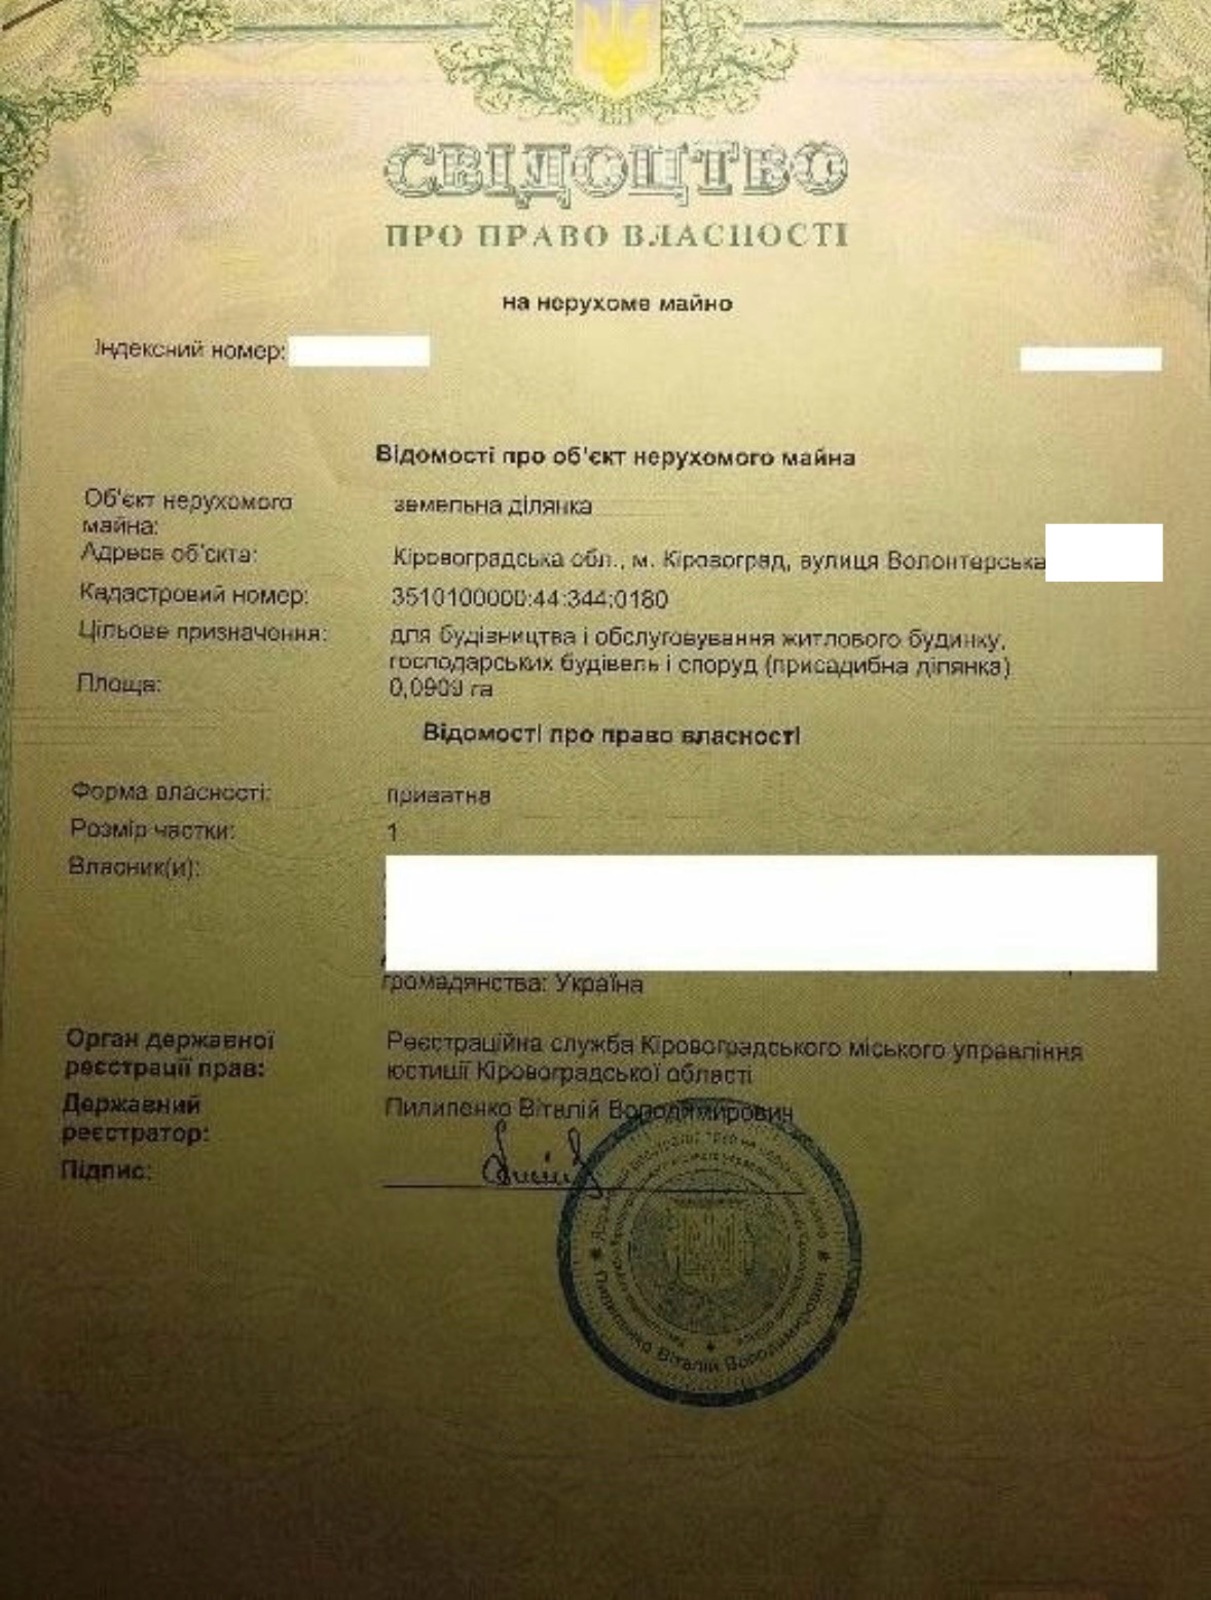 СВІДОЦТВО
ПРО ПРАВО ВЛАСНОСТІ
на нерухоме майно
Індексний номер:
Відомості про об'єкт нерухомого майна
Об'єкт нерухомого майна: земельна ділянка
Адреса об'єкта: Кіровоградська обл., м. Кіровоград, вулиця Волонтерська
Кадастровий номер: 3510100000:44:344:0180
Цільове призначення: для будівництва і обслуговування житлового будинку,
господарських будівель і споруд (присадибна ділянка)
Площа: 0,0909 га
Відомості про право власності
Форма власності: приватна
Розмір частки: 1
Власник(и):
громадянства: Україна
Орган державної реєстрації прав: Реєстраційна служба Кіровоградського міського управління
юстиції Кіровоградської області
Державний реєстратор: Пилипенко Віталій Володимирович
Підпис:
Пилипенко Віталій Володимирович